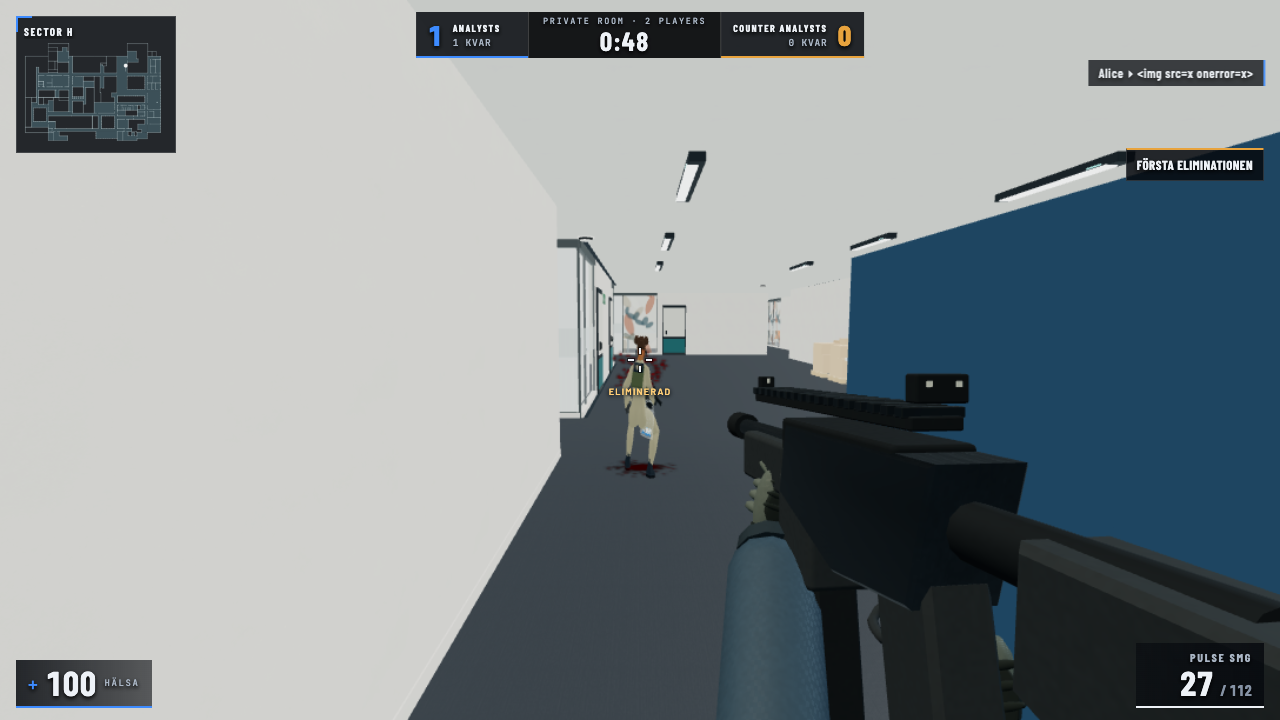 SECTOR H
1 ANALYSTS
1 KVAR
PRIVATE ROOM · 2 PLAYERS
0:48
COUNTER ANALYSTS 0
0 KVAR
Alice ▸ <img src=x onerror=x>
FÖRSTA ELIMINATIONEN
ELIMINERAD
+ 100 HÄLSA
PULSE SMG
27 / 112